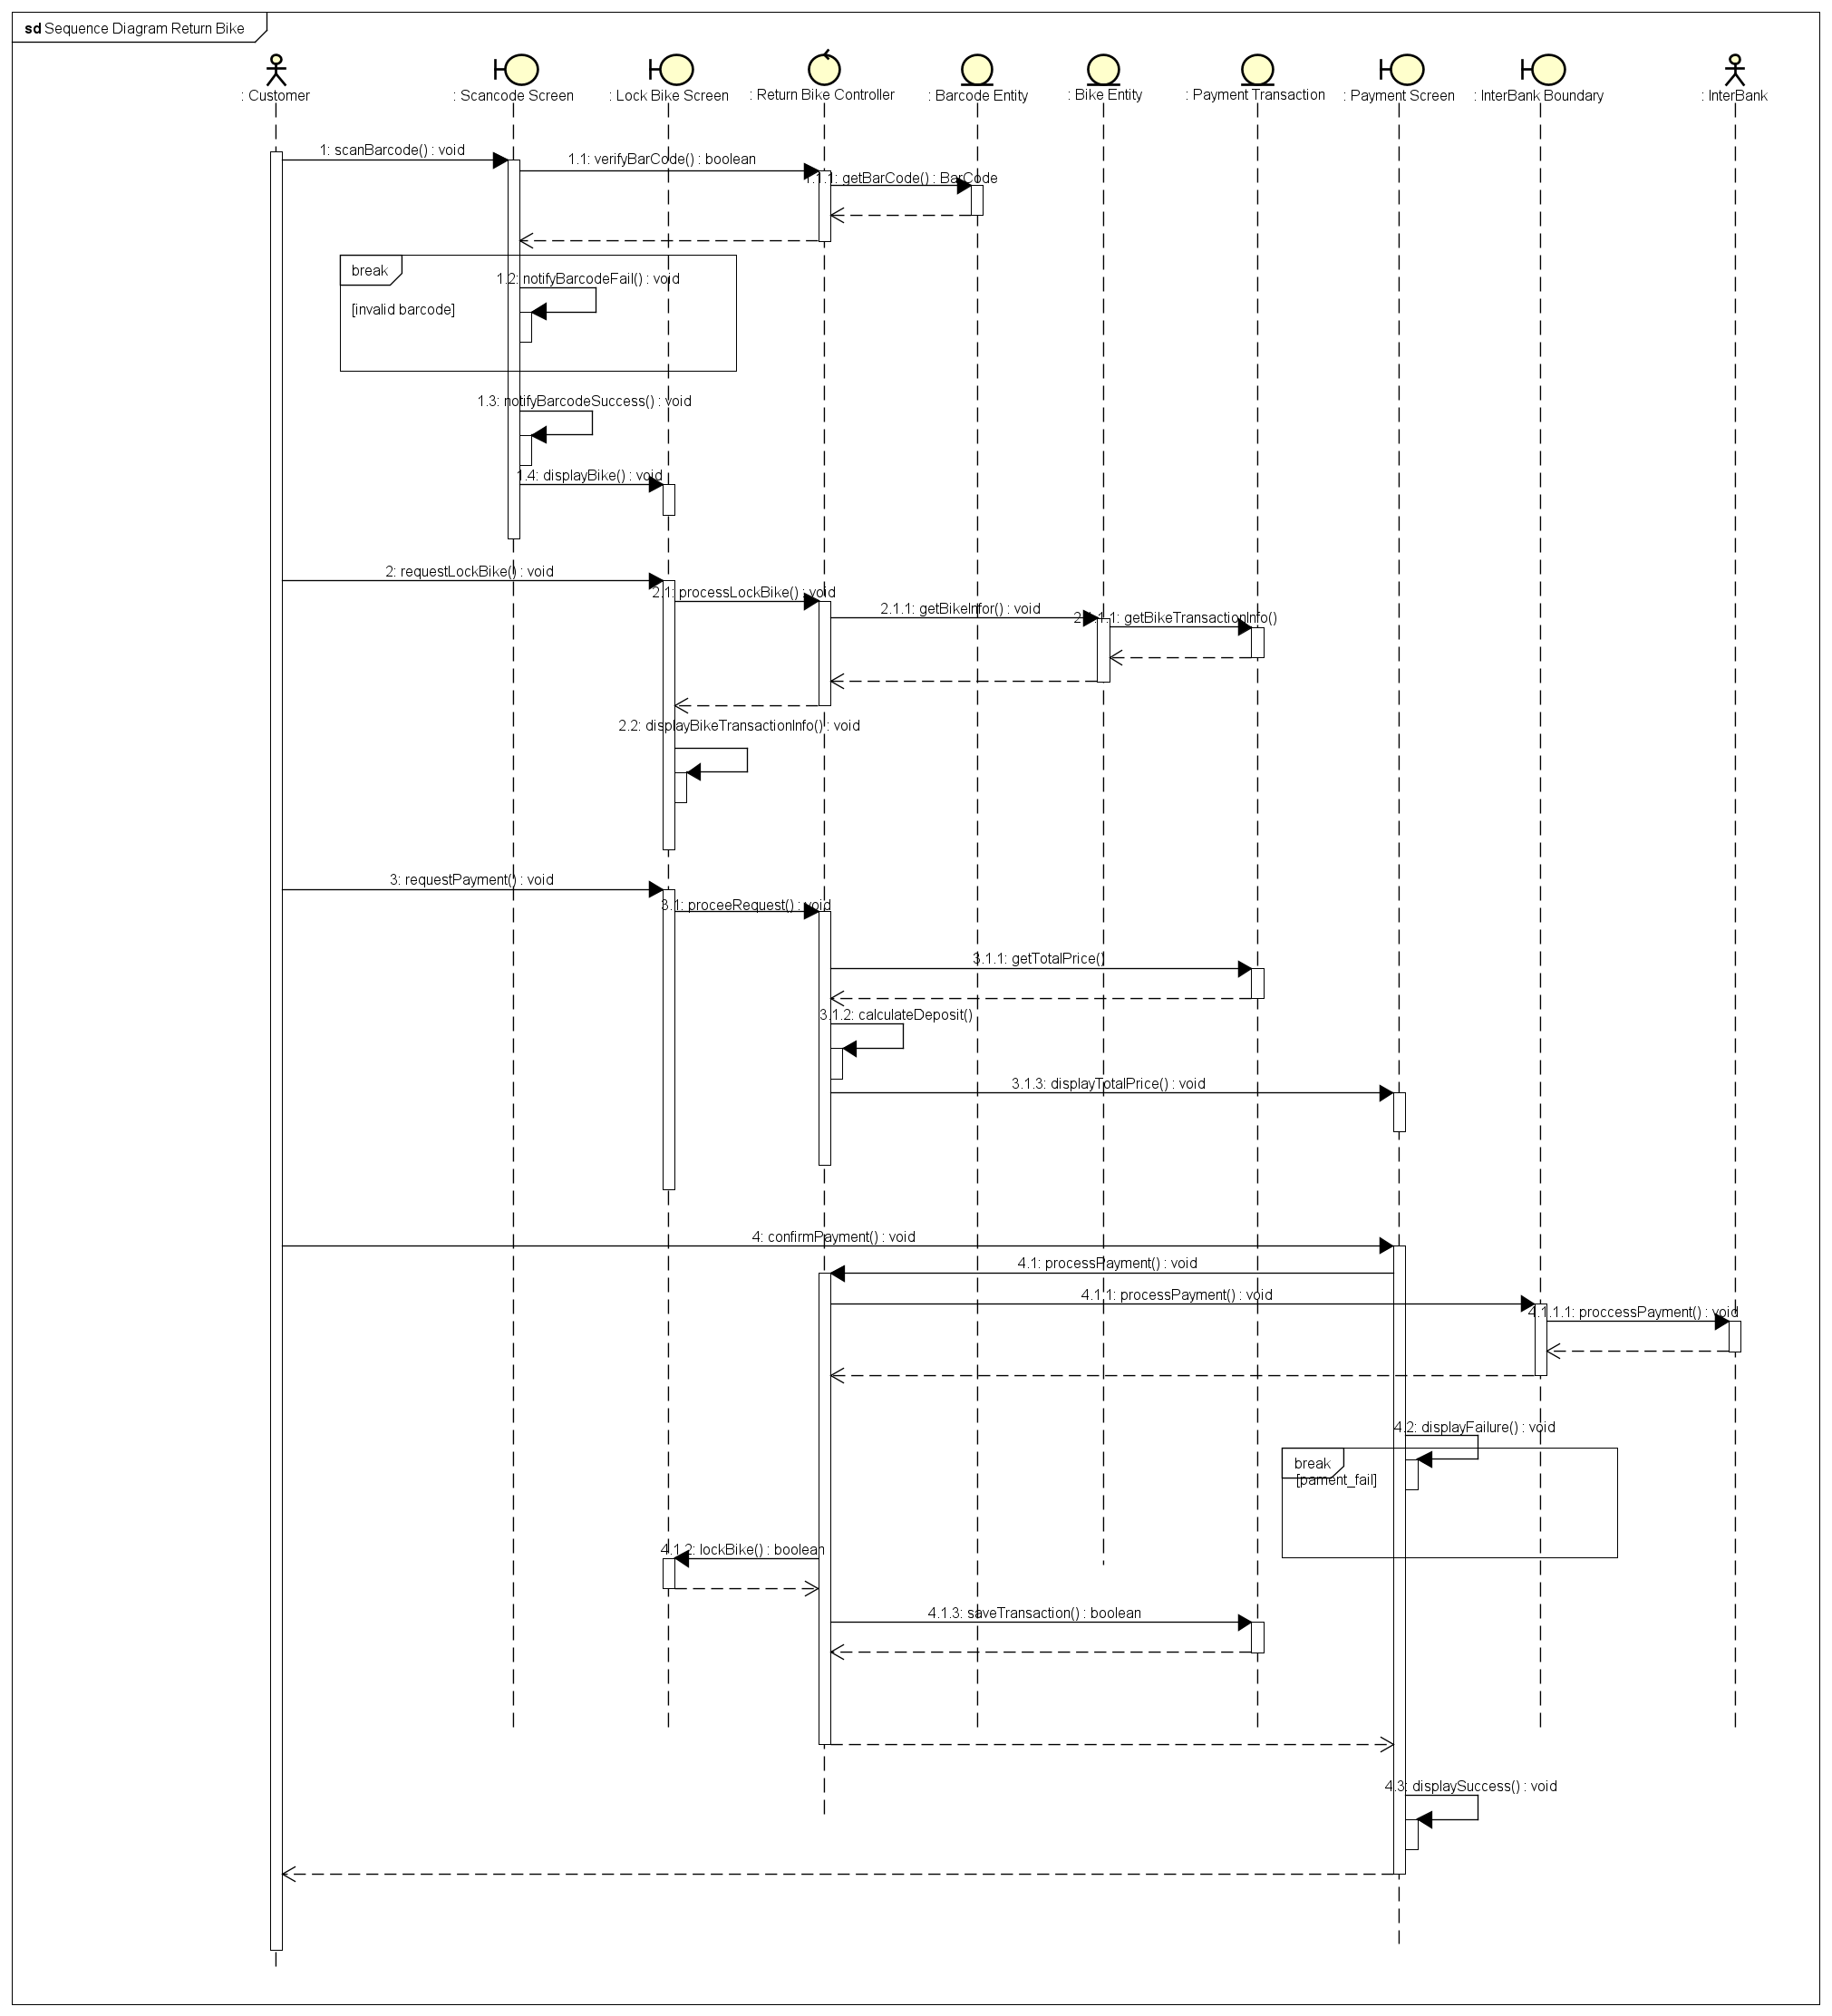 sd Sequence Diagram Return Bike
: Customer
: Scancode Screen
: Lock Bike Screen
: Return Bike Controller
: Barcode Entity
: Bike Entity
: Payment Transaction
: Payment Screen
: InterBank Boundary
: InterBank
1: scanBarcode() : void
1.1: verifyBarCode() : boolean
1.1.1: getBarCode() : BarCode
break
1.2: notifyBarcodeFail() : void
[invalid barcode]
1.3: notifyBarcodeSuccess() : void
1.4: displayBike() : void
2: requestLockBike() : void
2.1: processLockBike() : void
2.1.1: getBikeInfor() : void
2.1.1.1: getBikeTransactionInfo()
2.2: displayBikeTransactionInfo() : void
3: requestPayment() : void
3.1: proceeRequest() : void
3.1.1: getTotalPrice()
3.1.2: calculateDeposit()
3.1.3: displayTotalPrice() : void
4: confirmPayment() : void
4.1: processPayment() : void
4.1.1: processPayment() : void
4.1.1.1: proccessPayment() : void
4.2: displayFailure() : void
break
[pament_fail]
4.1.2: lockBike() : boolean
4.1.3: saveTransaction() : boolean
4.3: displaySuccess() : void